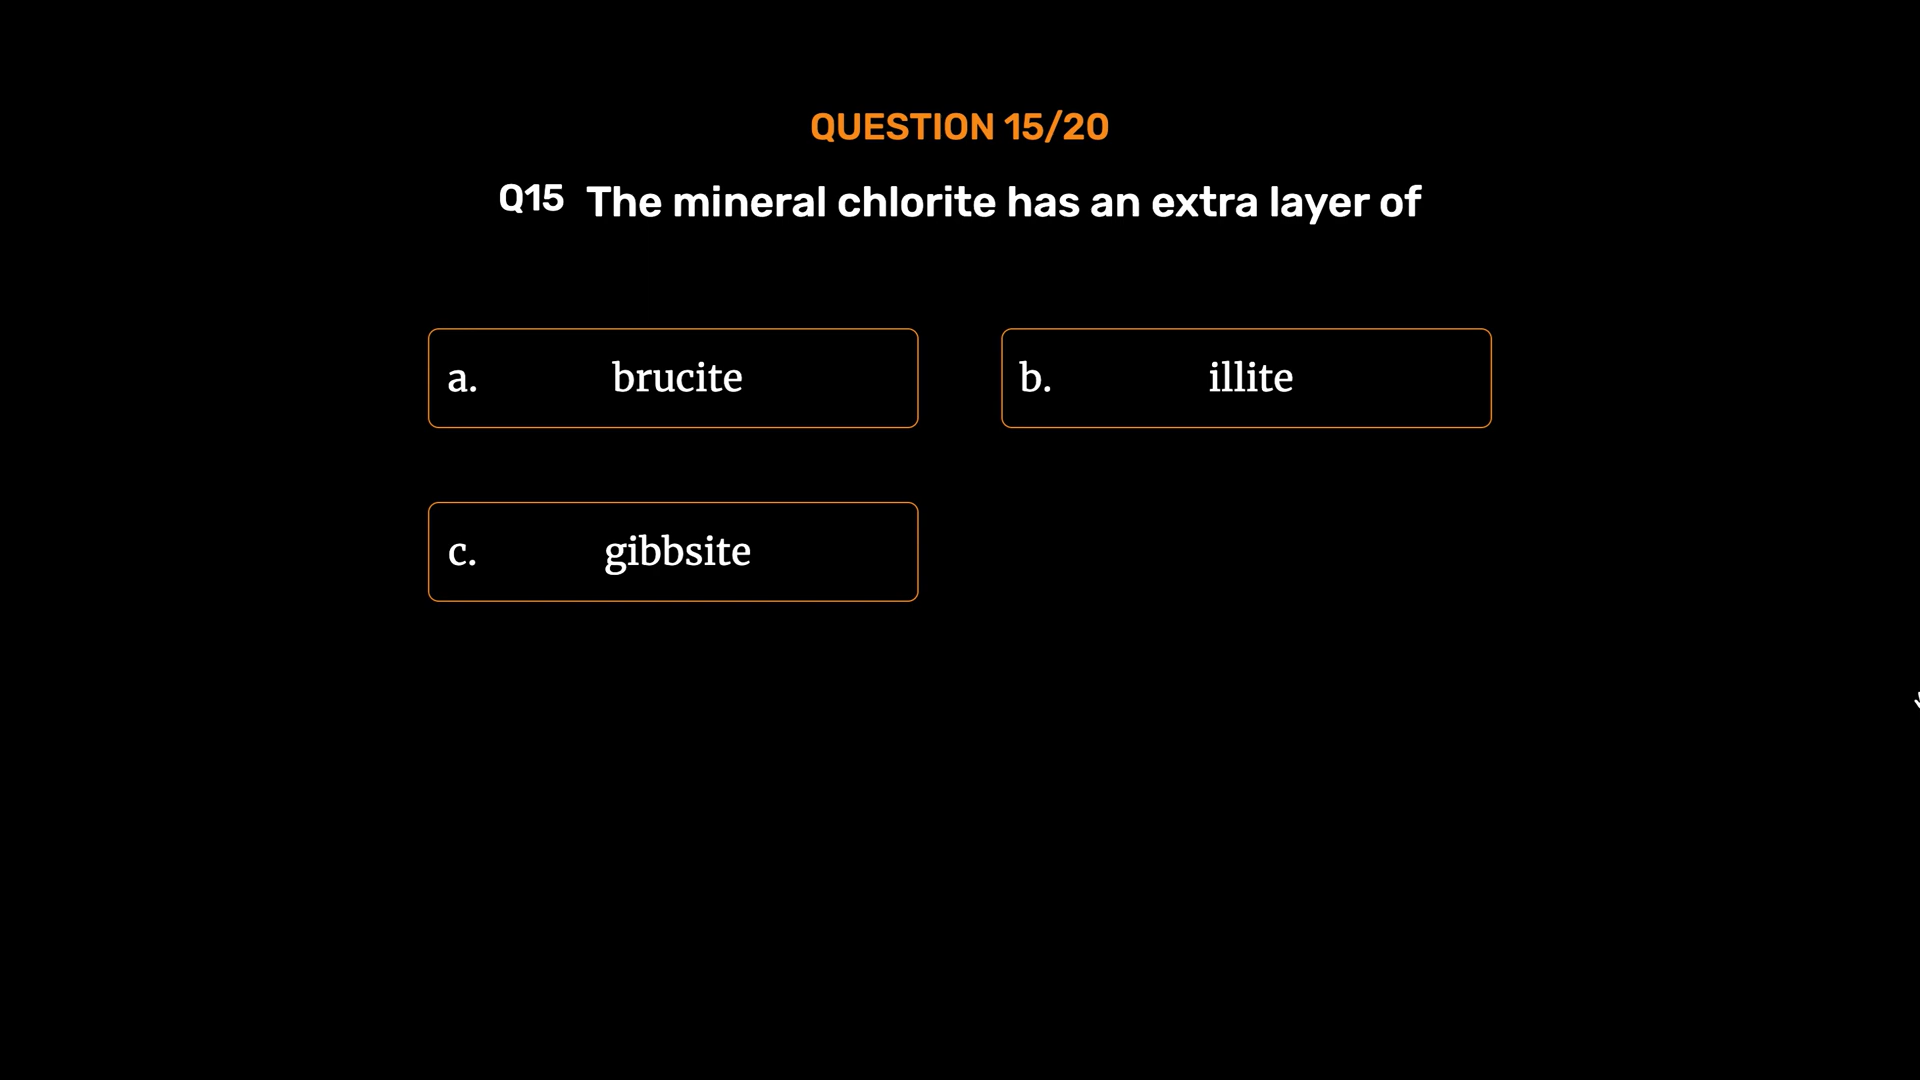 QUESTION 15/20
Q15 The mineral chlorite has an extra layer of
a. brucite
b. illite
c. gibbsite